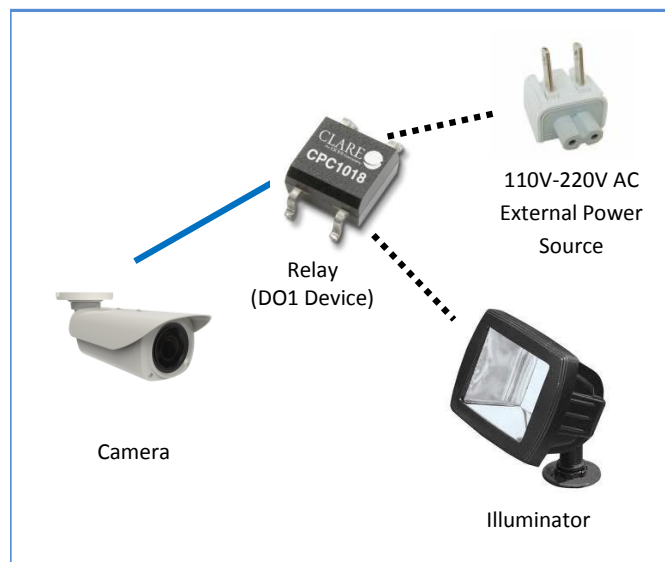 CLARE
CPC1018
110V-220V AC
External Power
Source
Relay
(DO1 Device)
Camera
Illuminator